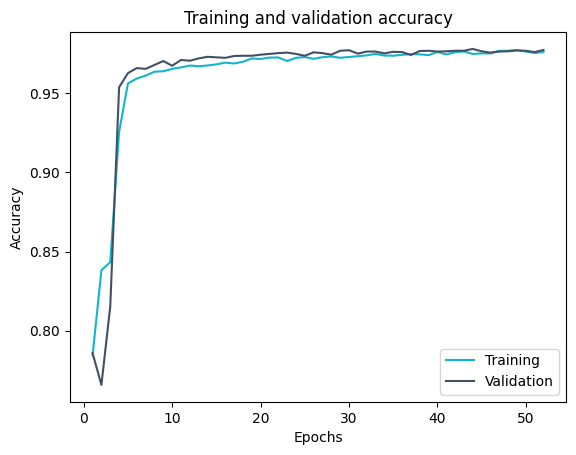 Training and validation accuracy
Accuracy
0.95
0.90
0.85
0.80
0
10
20
30
40
50
Epochs
Training
Validation